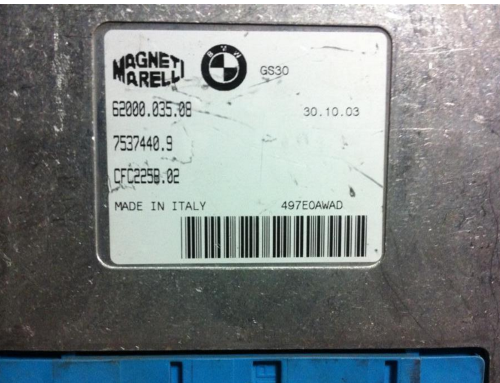 MAGNETI
MARELLI
BMW
GS30
62000.035.08
30.10.03
7537440.9
CFC225B.02
MADE IN ITALY
497E0AWAD